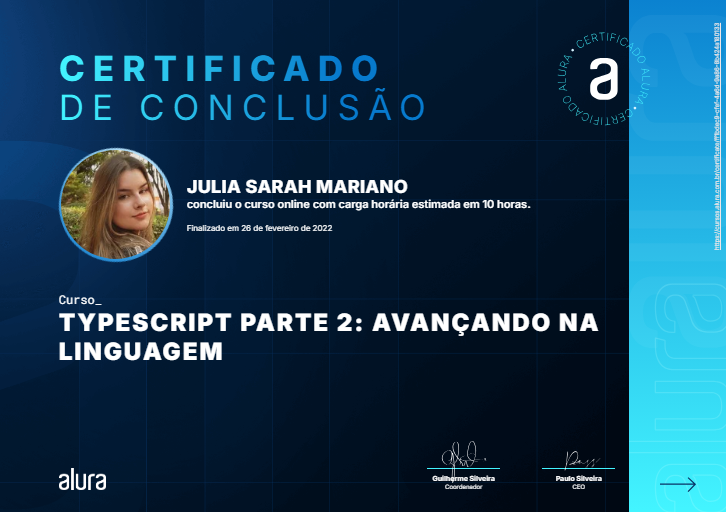 CERTIFICADO
DE CONCLUSÃO
CERTIFICADO ALURA • CERTIFICADO ALURA •
a
JULIA SARAH MARIANO
concluiu o curso online com carga horária estimada em 10 horas.
Finalizado em 26 de fevereiro de 2022
Curso_
TYPESCRIPT PARTE 2: AVANÇANDO NA
LINGUAGEM
alura
Guilherme Silveira
Coordenador
Paulo Silveira
CEO
alura